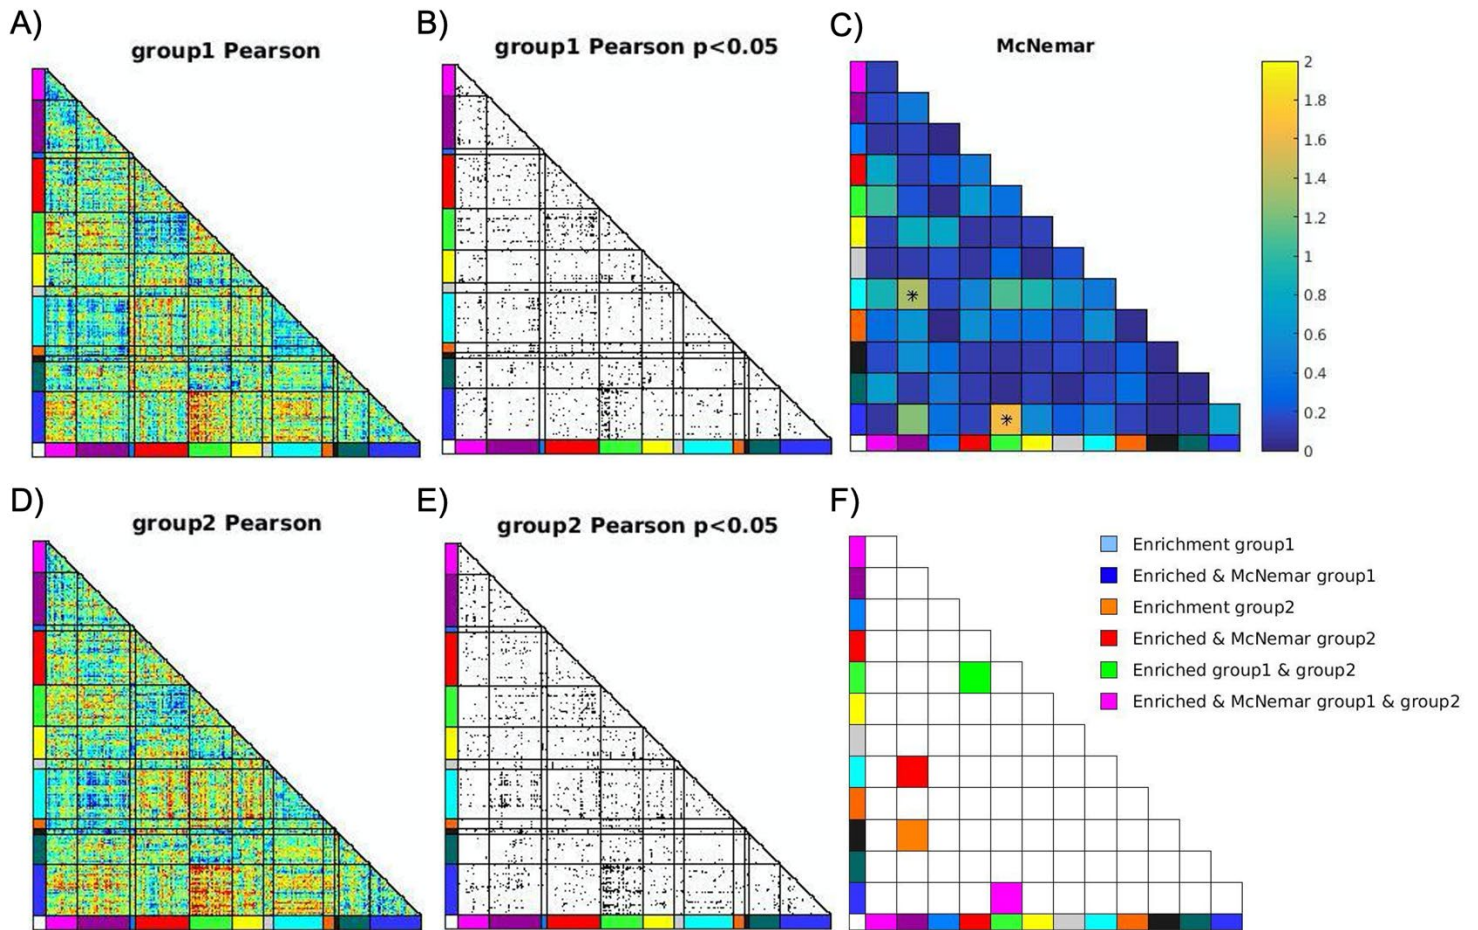 A)
group1 Pearson
B)
group1 Pearson p<0.05
C)
McNemar
2
1.8
1.6
1.4
1.2
1
0.8
0.6
0.4
0.2
0
*
*
D)
group2 Pearson
E)
group2 Pearson p<0.05
F)
Enrichment group1
Enriched & McNemar group1
Enrichment group2
Enriched & McNemar group2
Enriched group1 & group2
Enriched & McNemar group1 & group2